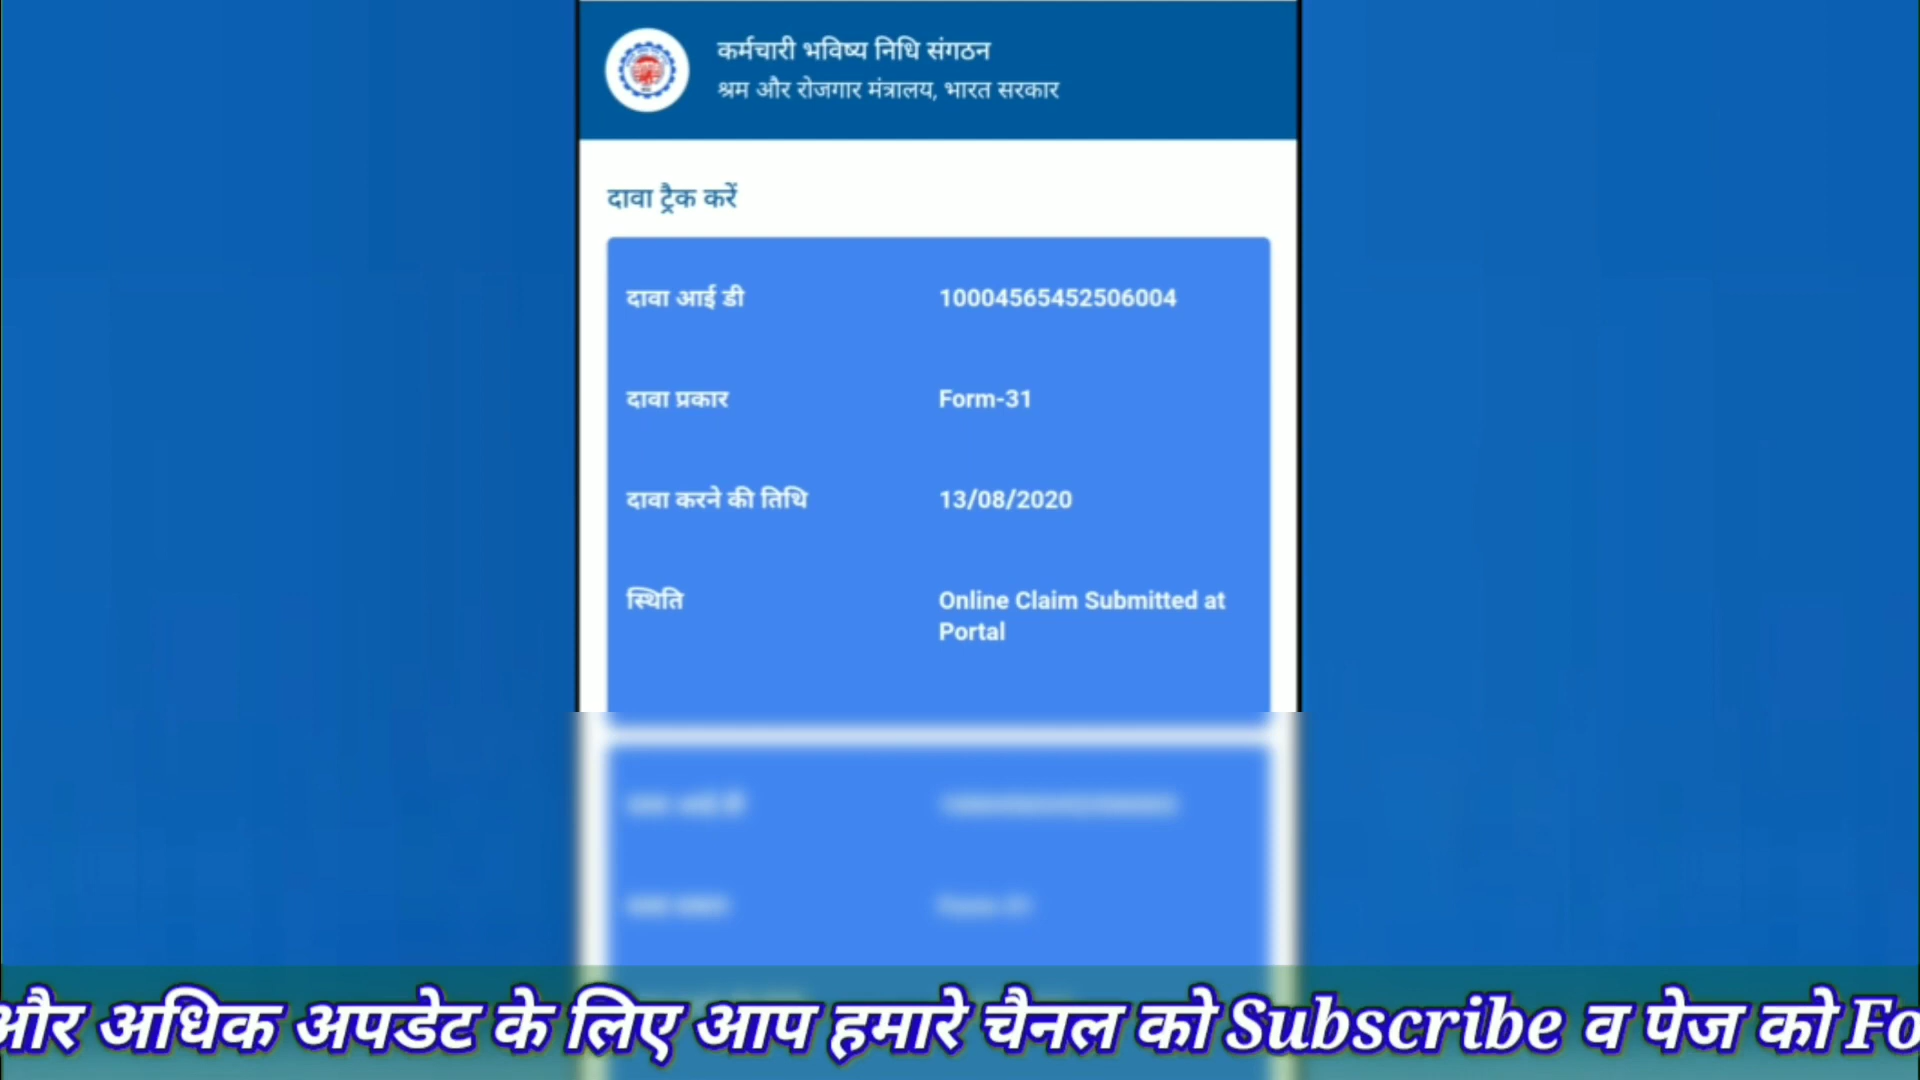 कर्मचारी भविष्य निधि संगठन
श्रम और रोजगार मंत्रालय, भारत सरकार
दावा ट्रैक करें
दावा आई डी 10004565452506004
दावा प्रकार Form-31
दावा करने की तिथि 13/08/2020
स्थिति Online Claim Submitted at
Portal
और अधिक अपडेट के लिए आप हमारे चैनल को Subscribe व पेज को Fo